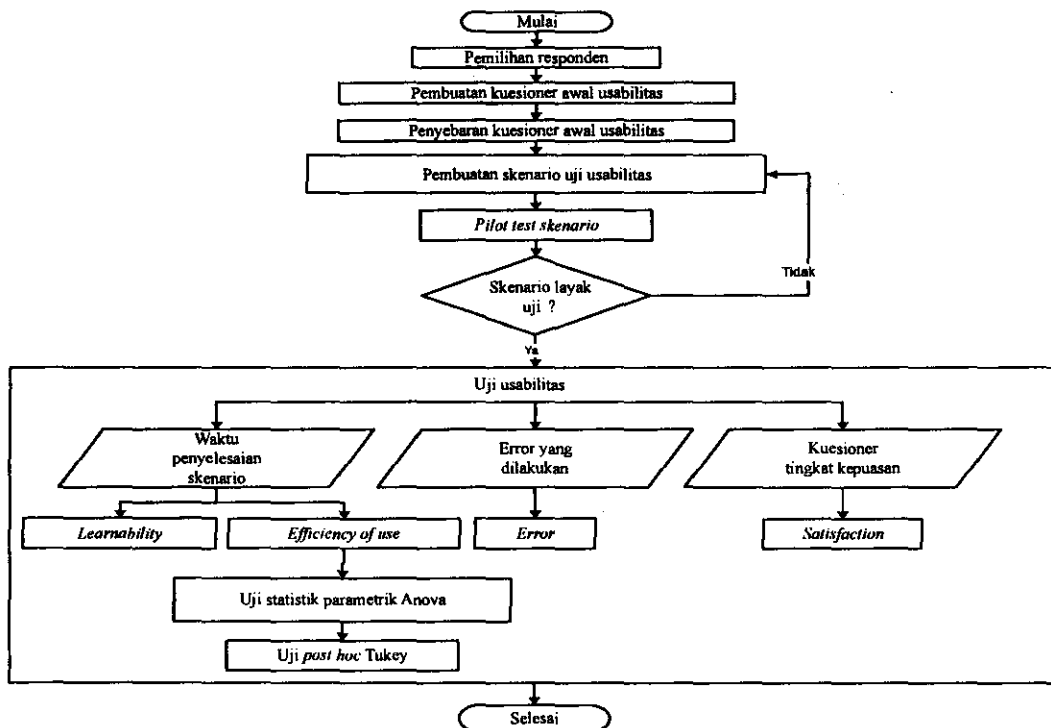 Mulai
Pemilihan responden
Pembuatan kuesioner awal usabilitas
Penyebaran kuesioner awal usabilitas
Pembuatan skenario uji usabilitas
Pilot test skenario
Tidak
Skenario layak
uji ?
Ya
Uji usabilitas
Waktu
penyelesaian
skenario
Error yang
dilakukan
Kuesioner
tingkat kepuasan
Learnability
Efficiency of use
Error
Satisfaction
Uji statistik parametrik Anova
Uji post hoc Tukey
Selesai